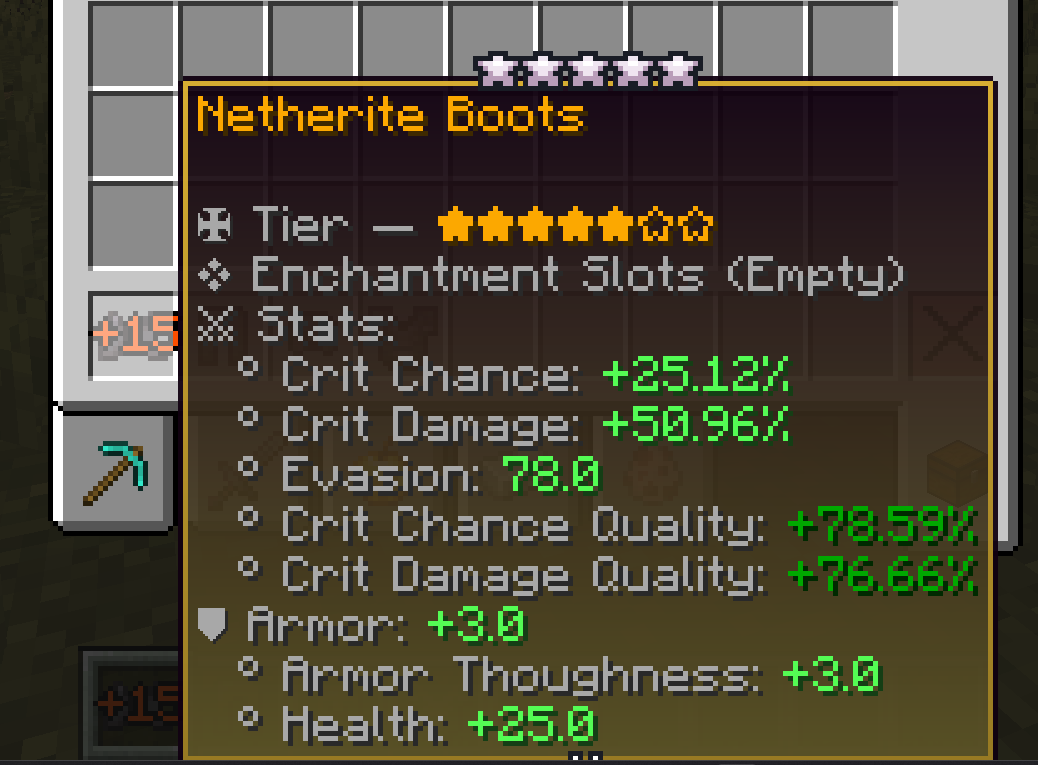 Netherite Boots
Tier — ★★★★★☆☆
Enchantment Slots (Empty)
Stats:
Crit Chance: +25.12%
Crit Damage: +50.96%
Evasion: 78.0
Crit Chance Quality: +78.59%
Crit Damage Quality: +76.66%
Armor: +3.0
Armor Thoughness: +3.0
Health: +25.0
+15
+15